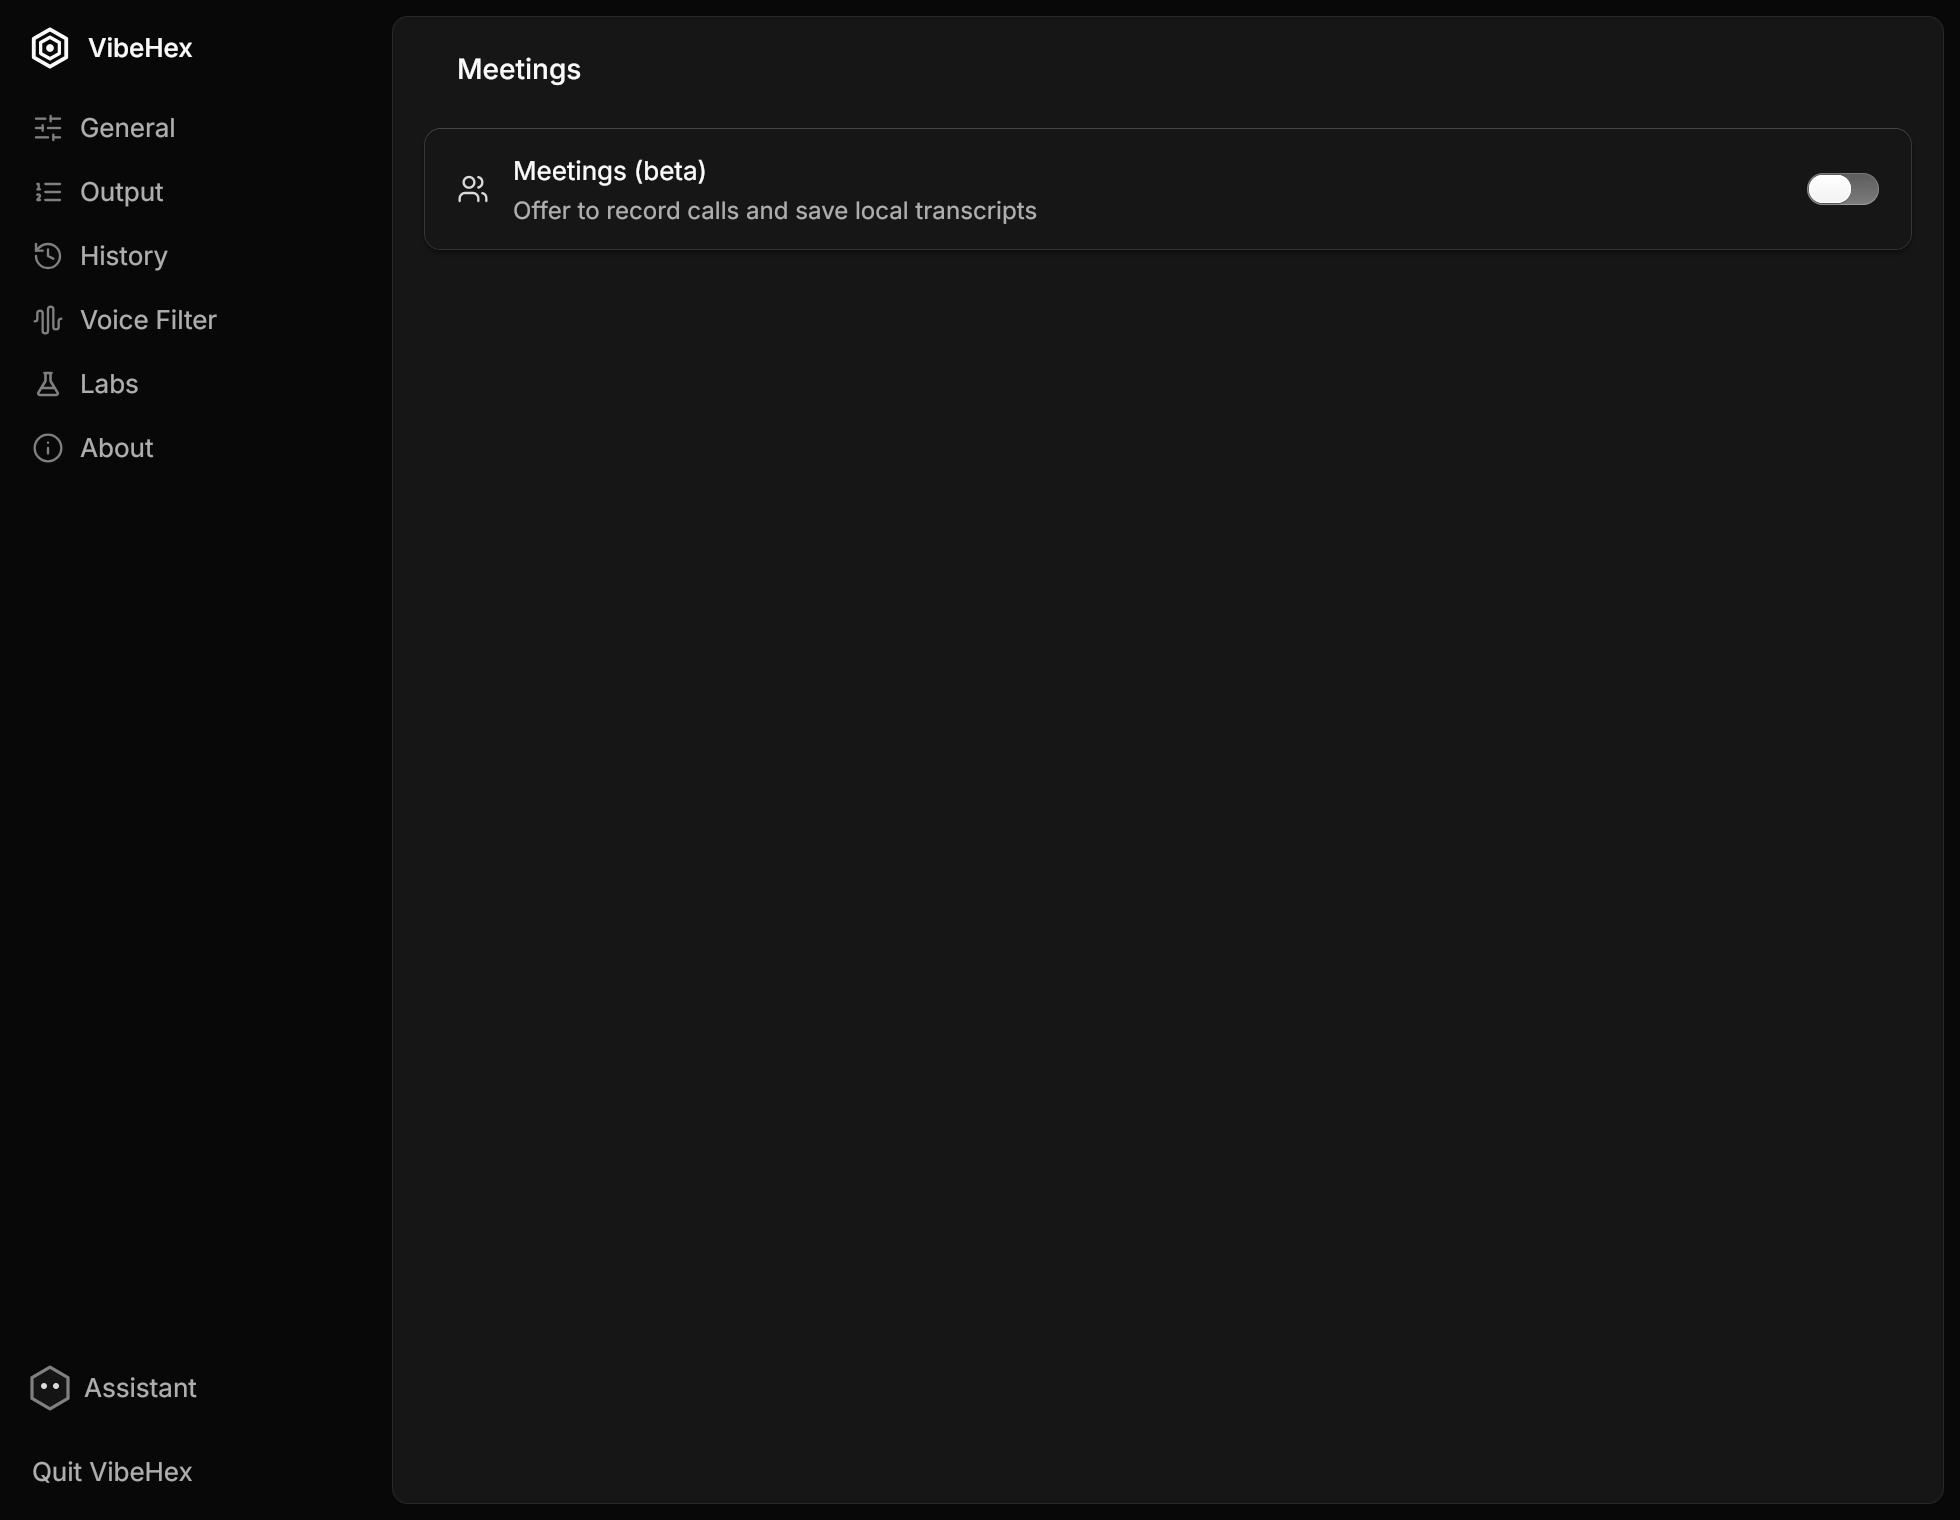 VibeHex
General
Output
History
Voice Filter
Labs
About
Assistant
Quit VibeHex
Meetings
Meetings (beta)
Offer to record calls and save local transcripts